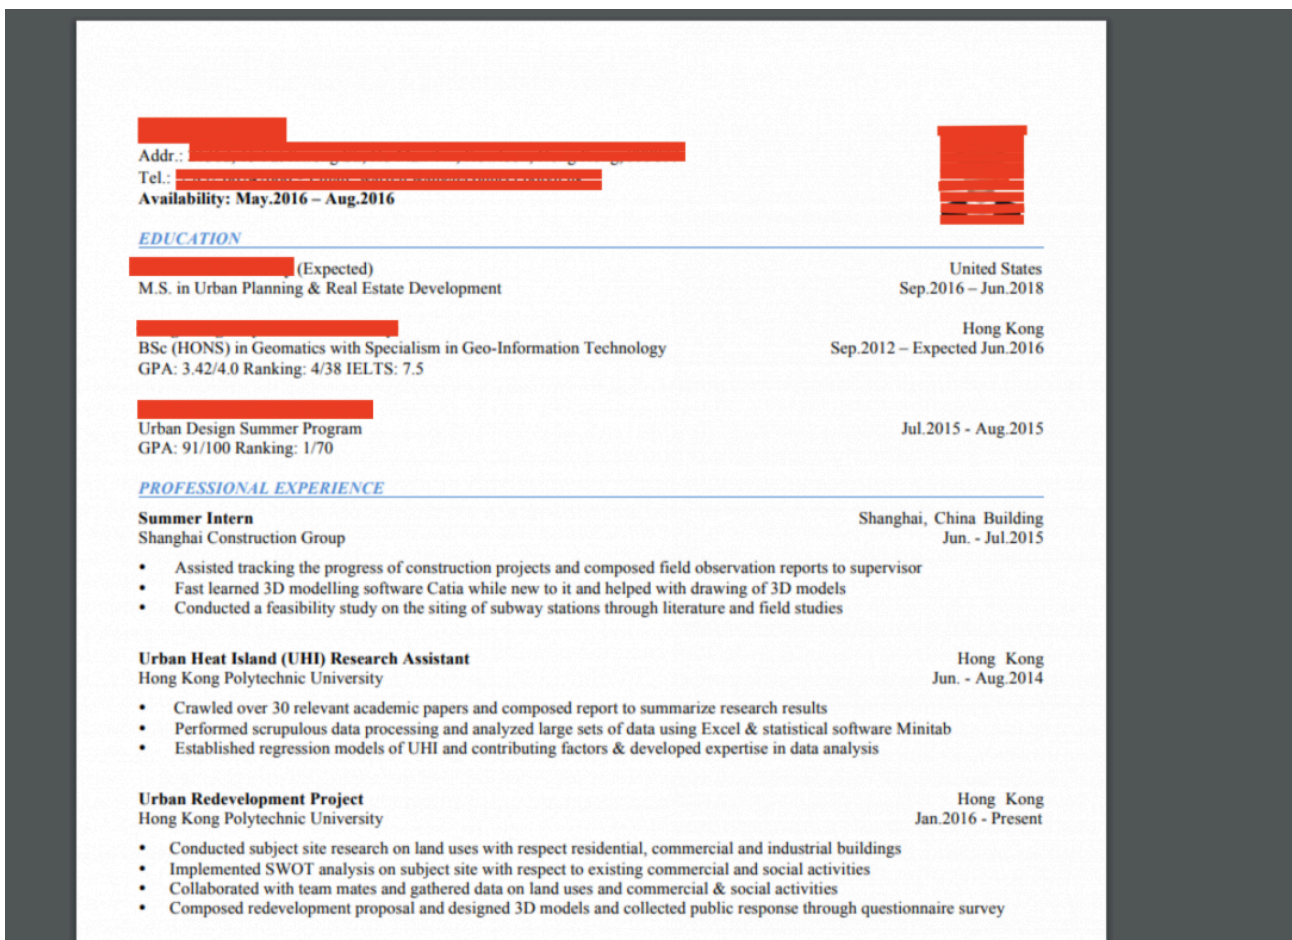 Addr.:
Tel.:
Availability: May.2016 – Aug.2016
EDUCATION
(Expected) United States
M.S. in Urban Planning & Real Estate Development Sep.2016 – Jun.2018
Hong Kong
BSc (HONS) in Geomatics with Specialism in Geo-Information Technology Sep.2012 – Expected Jun.2016
GPA: 3.42/4.0 Ranking: 4/38 IELTS: 7.5
Urban Design Summer Program Jul.2015 - Aug.2015
GPA: 91/100 Ranking: 1/70
PROFESSIONAL EXPERIENCE
Summer Intern Shanghai, China Building
Shanghai Construction Group Jun. - Jul.2015
• Assisted tracking the progress of construction projects and composed field observation reports to supervisor
• Fast learned 3D modelling software Catia while new to it and helped with drawing of 3D models
• Conducted a feasibility study on the siting of subway stations through literature and field studies
Urban Heat Island (UHI) Research Assistant Hong Kong
Hong Kong Polytechnic University Jun. - Aug.2014
• Crawled over 30 relevant academic papers and composed report to summarize research results
• Performed scrupulous data processing and analyzed large sets of data using Excel & statistical software Minitab
• Established regression models of UHI and contributing factors & developed expertise in data analysis
Urban Redevelopment Project Hong Kong
Hong Kong Polytechnic University Jan.2016 - Present
• Conducted subject site research on land uses with respect residential, commercial and industrial buildings
• Implemented SWOT analysis on subject site with respect to existing commercial and social activities
• Collaborated with team mates and gathered data on land uses and commercial & social activities
• Composed redevelopment proposal and designed 3D models and collected public response through questionnaire survey